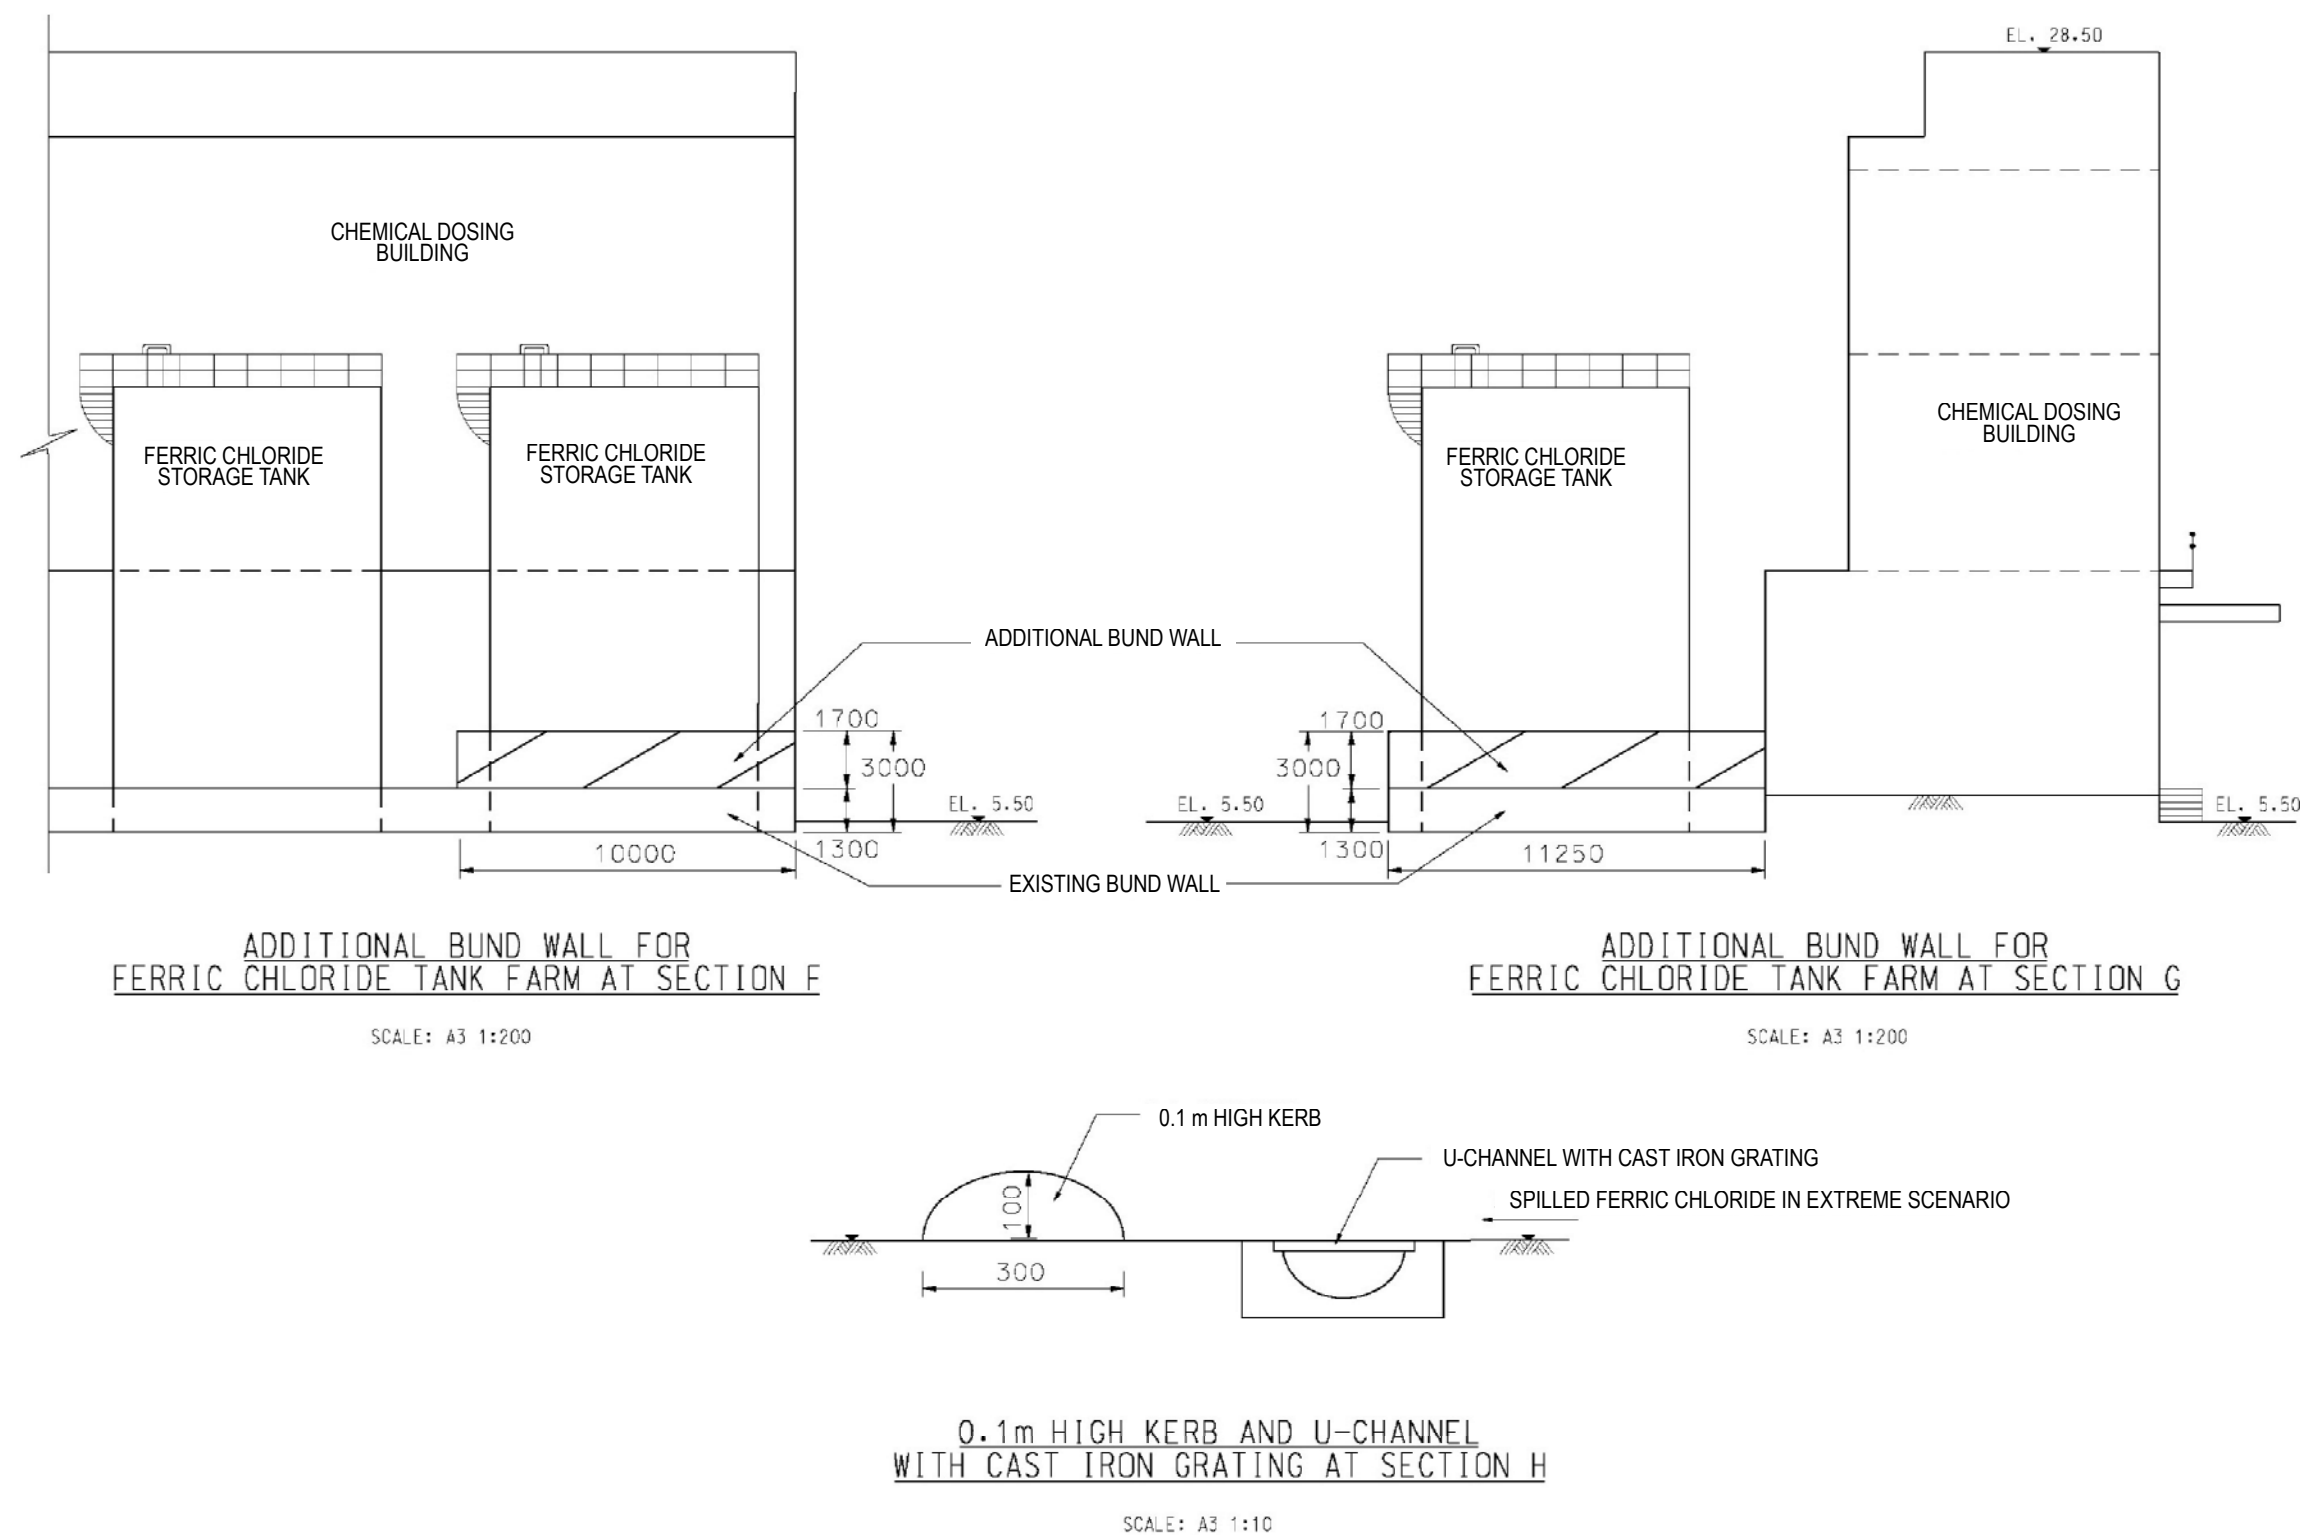 EL. 28.50
CHEMICAL DOSING
BUILDING
CHEMICAL DOSING
BUILDING
FERRIC CHLORIDE
STORAGE TANK
FERRIC CHLORIDE
STORAGE TANK
FERRIC CHLORIDE
STORAGE TANK
ADDITIONAL BUND WALL
1700
3000
1300
EL. 5.50
10000
EL. 5.50
1700
3000
1300
11250
EL. 5.50
EXISTING BUND WALL
ADDITIONAL BUND WALL FOR
FERRIC CHLORIDE TANK FARM AT SECTION F
SCALE: A3 1:200
ADDITIONAL BUND WALL FOR
FERRIC CHLORIDE TANK FARM AT SECTION G
SCALE: A3 1:200
0.1 m HIGH KERB
U-CHANNEL WITH CAST IRON GRATING
SPILLED FERRIC CHLORIDE IN EXTREME SCENARIO
100
300
0.1m HIGH KERB AND U-CHANNEL
WITH CAST IRON GRATING AT SECTION H
SCALE: A3 1:10